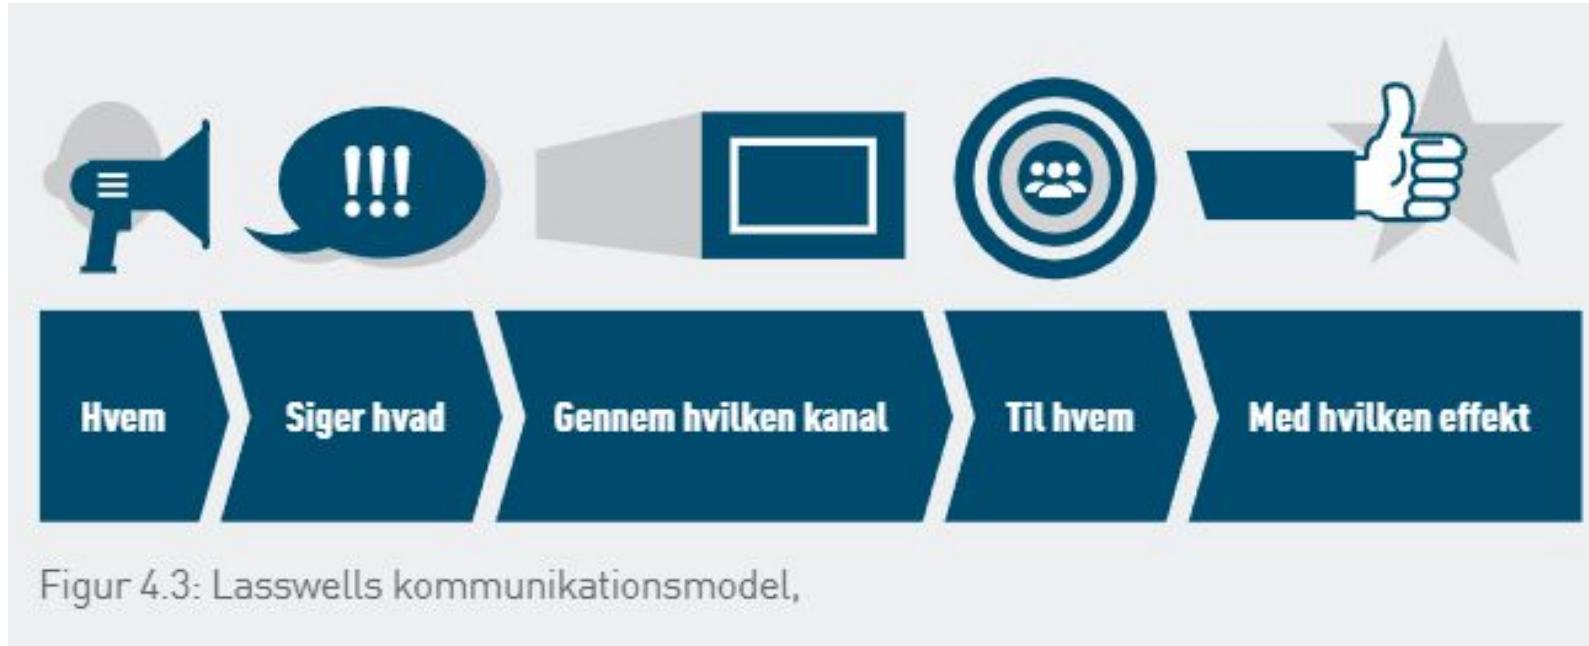 !!!
Hvem
Siger hvad
Gennem hvilken kanal
Til hvem
Med hvilken effekt
Figur 4.3: Lasswells kommunikationsmodel,